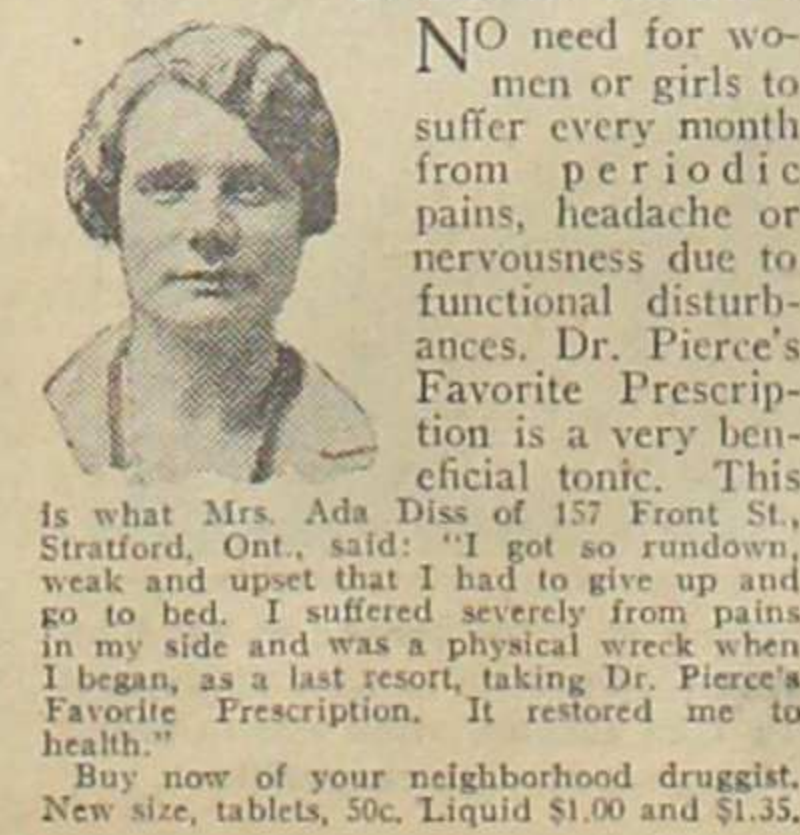 NO need for wo-
men or girls to
suffer every month
from periodic
pains, headache or
nervousness due to
functional disturb-
ances. Dr. Pierce's
Favorite Prescrip-
tion is a very ben-
eficial tonic. This
is what Mrs. Ada Diss of 157 Front St.,
Stratford, Ont., said: "I got so rundown,
weak and upset that I had to give up and
go to bed. I suffered severely from pains
in my side and was a physical wreck when
I began, as a last resort, taking Dr. Pierce's
Favorite Prescription. It restored me to
health."
Buy now of your neighborhood druggist.
New size, tablets, 50c. Liquid $1.00 and $1.35.